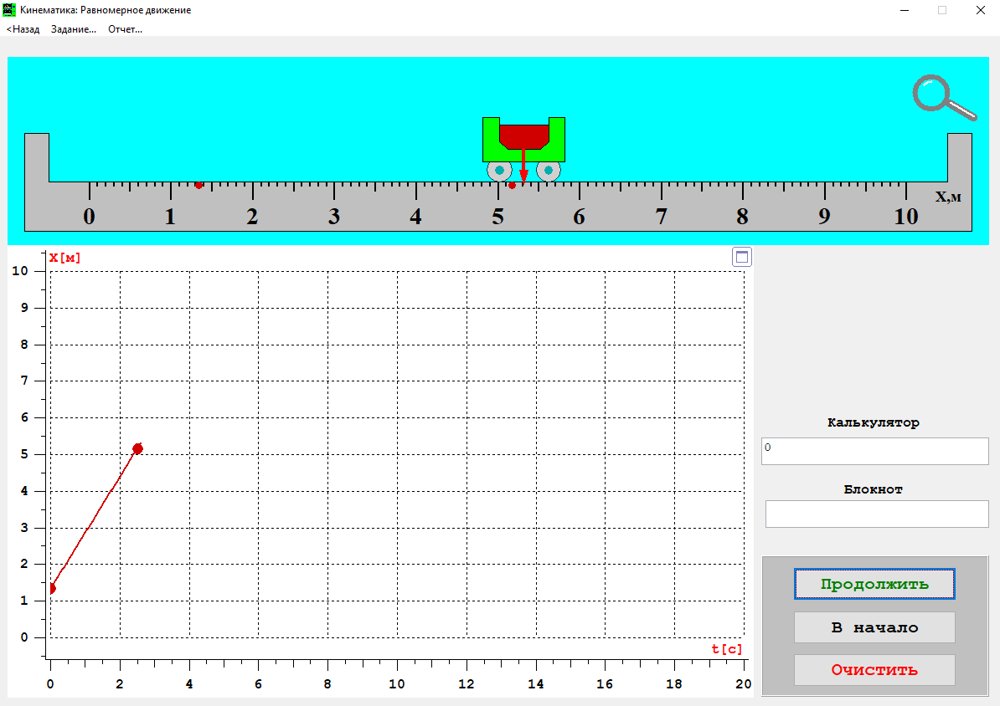 Кинематика: Равномерное движение
<Назад Задание... Отчет...
X,м
0 1 2 3 4 5 6 7 8 9 10
X[м]
10
9
8
7
6
5
4
3
2
1
0
t[c]
0 2 4 6 8 10 12 14 16 18 20
Калькулятор
0
Блокнот
Продолжить
В начало
Очистить